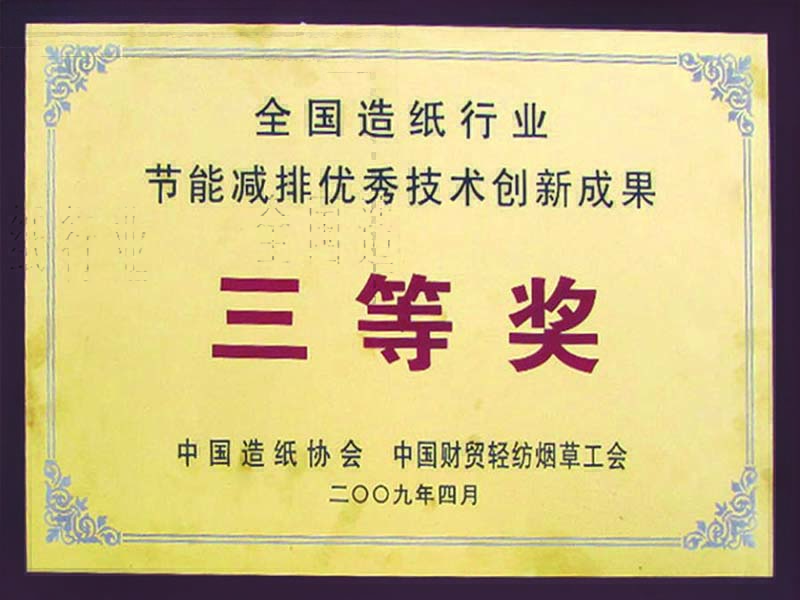 全国造纸行业
节能减排优秀技术创新成果
三等奖
中国造纸协会 中国财贸轻纺烟草工会
二〇〇九年四月